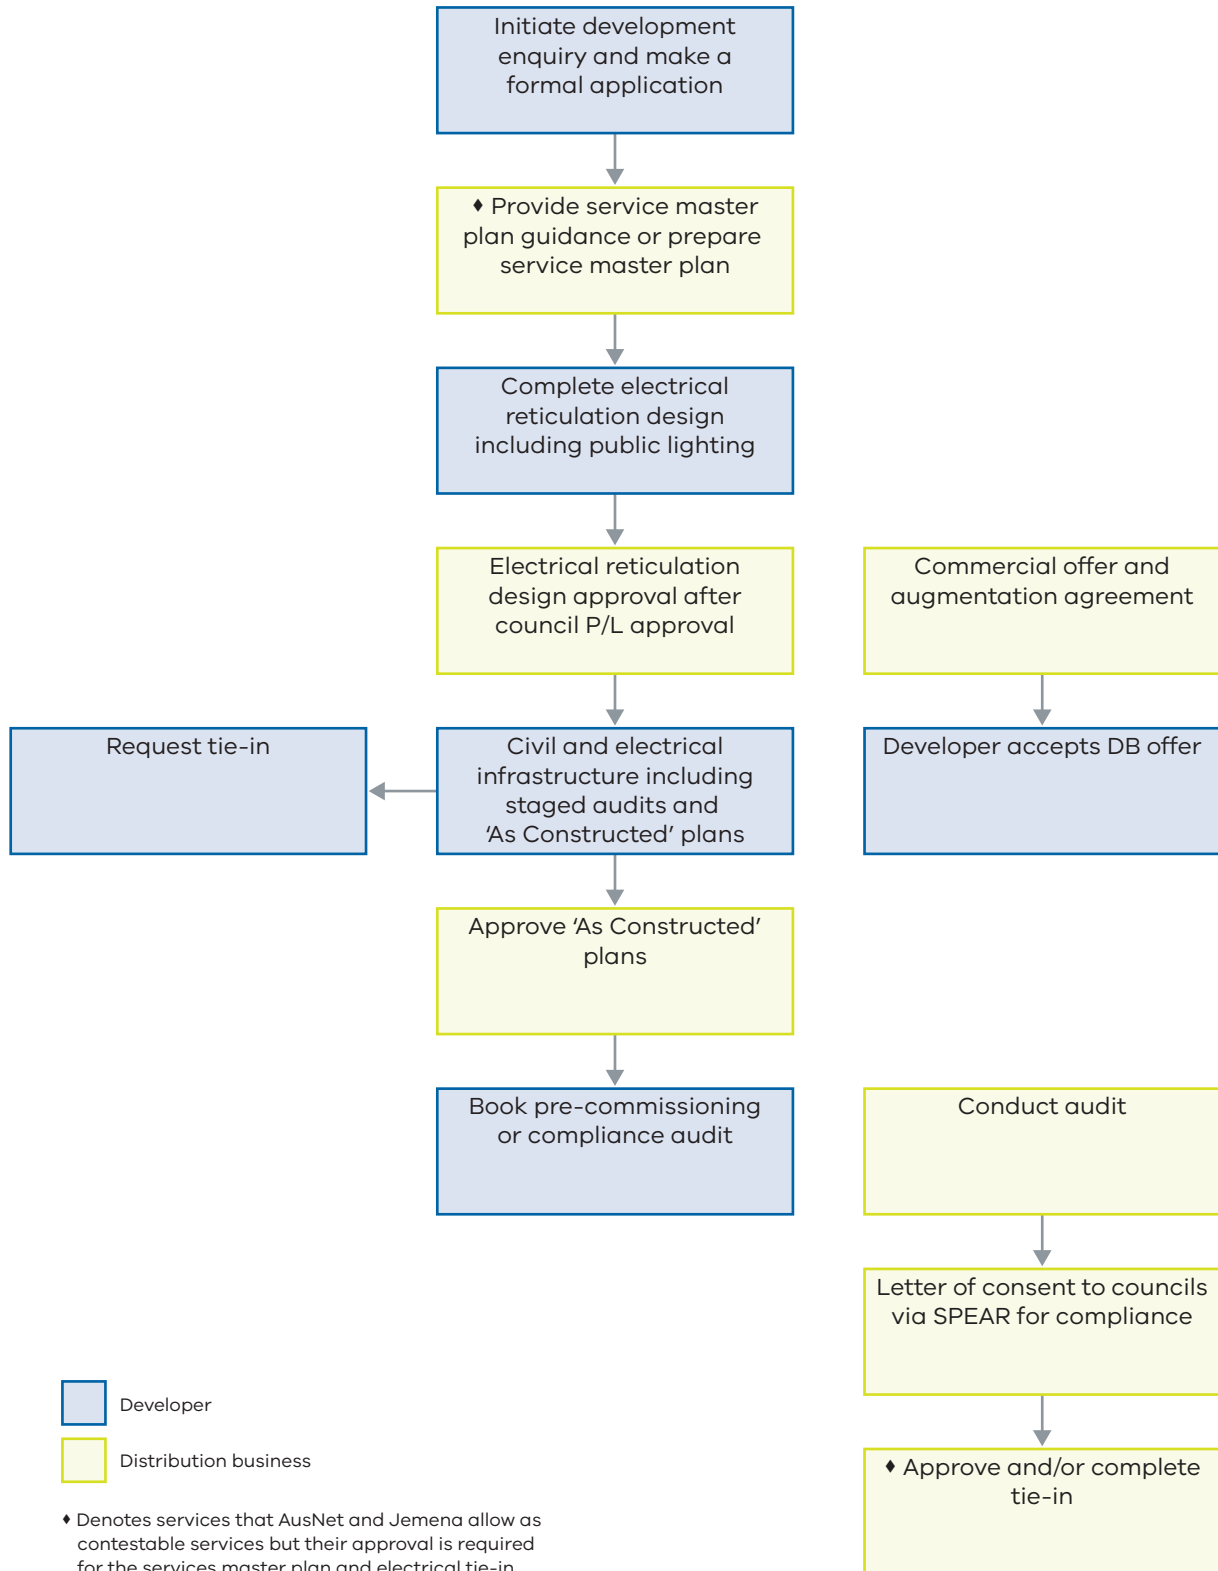 Initiate development
enquiry and make a
formal application
♦ Provide service master
plan guidance or prepare
service master plan
Complete electrical
reticulation design
including public lighting
Electrical reticulation
design approval after
council P/L approval
Commercial offer and
augmentation agreement
Request tie-in
Civil and electrical
infrastructure including
staged audits and
‘As Constructed’ plans
Developer accepts DB offer
Approve ‘As Constructed’
plans
Book pre-commissioning
or compliance audit
Conduct audit
Letter of consent to councils
via SPEAR for compliance
♦ Approve and/or complete
tie-in
Developer
Distribution business
♦ Denotes services that AusNet and Jemena allow as
contestable services but their approval is required
for the services master plan and electrical tie-in